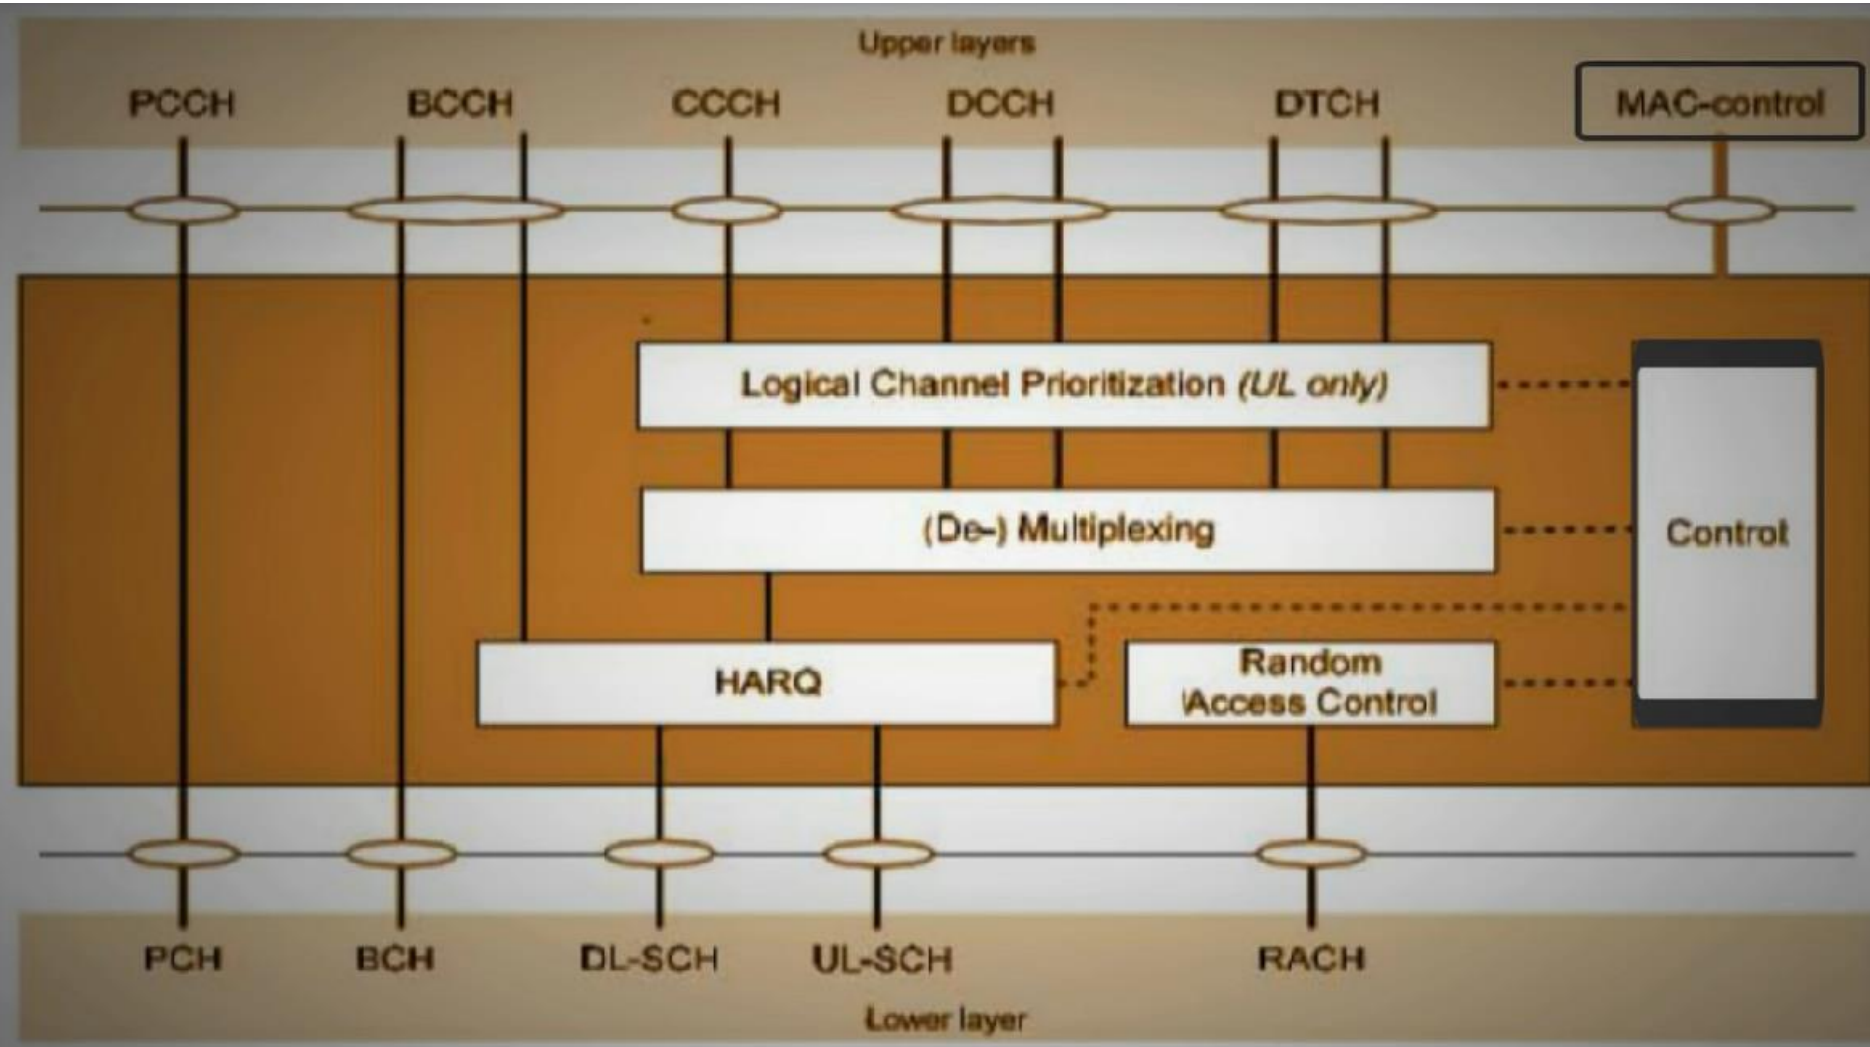 Upper layers
PCCH BCCH CCCH DCCH DTCH MAC-control
Logical Channel Prioritization (UL only)
(De-) Multiplexing
Control
HARQ
Random
Access Control
PCH BCH DL-SCH UL-SCH RACH
Lower layer